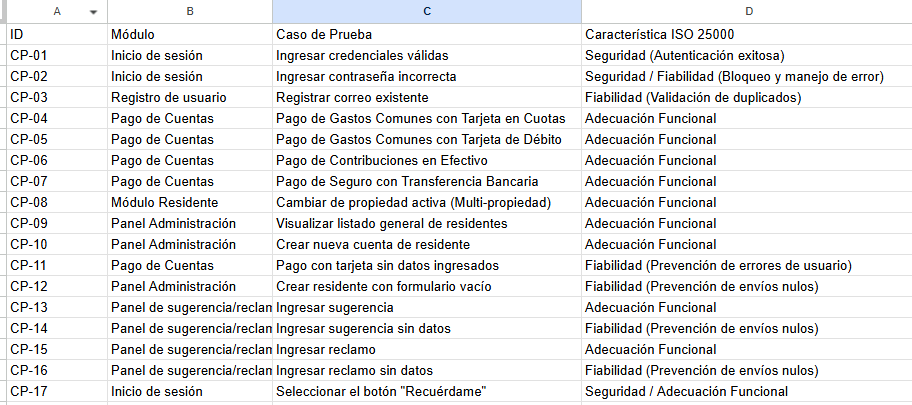 A B C D
ID Módulo Caso de Prueba Característica ISO 25000
CP-01 Inicio de sesión Ingresar credenciales válidas Seguridad (Autenticación exitosa)
CP-02 Inicio de sesión Ingresar contraseña incorrecta Seguridad / Fiabilidad (Bloqueo y manejo de error)
CP-03 Registro de usuario Registrar correo existente Fiabilidad (Validación de duplicados)
CP-04 Pago de Cuentas Pago de Gastos Comunes con Tarjeta en Cuotas Adecuación Funcional
CP-05 Pago de Cuentas Pago de Gastos Comunes con Tarjeta de Débito Adecuación Funcional
CP-06 Pago de Cuentas Pago de Contribuciones en Efectivo Adecuación Funcional
CP-07 Pago de Cuentas Pago de Seguro con Transferencia Bancaria Adecuación Funcional
CP-08 Módulo Residente Cambiar de propiedad activa (Multi-propiedad) Adecuación Funcional
CP-09 Panel Administración Visualizar listado general de residentes Adecuación Funcional
CP-10 Panel Administración Crear nueva cuenta de residente Adecuación Funcional
CP-11 Pago de Cuentas Pago con tarjeta sin datos ingresados Fiabilidad (Prevención de errores de usuario)
CP-12 Panel Administración Crear residente con formulario vacío Fiabilidad (Prevención de envíos nulos)
CP-13 Panel de sugerencia/reclan Ingresar sugerencia Adecuación Funcional
CP-14 Panel de sugerencia/reclan Ingresar sugerencia sin datos Fiabilidad (Prevención de envíos nulos)
CP-15 Panel de sugerencia/reclan Ingresar reclamo Adecuación Funcional
CP-16 Panel de sugerencia/reclan Ingresar reclamo sin datos Fiabilidad (Prevención de envíos nulos)
CP-17 Inicio de sesión Seleccionar el botón "Recuérdame" Seguridad / Adecuación Funcional